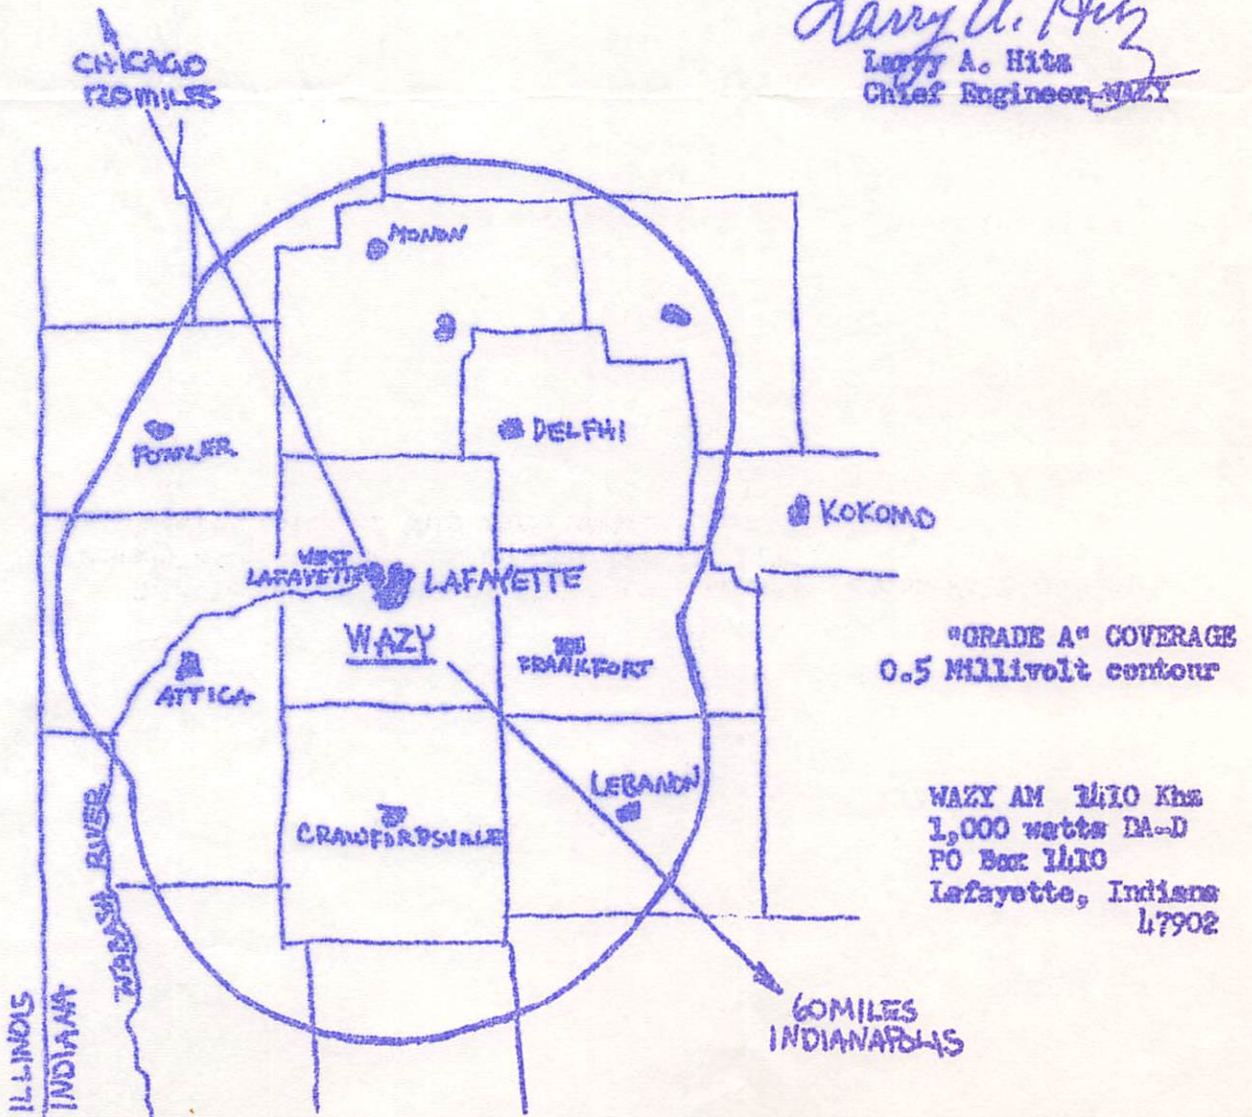 Larry A. Hitz
Larry A. Hitz
Chief Engineer-WAZY
CHICAGO
120 MILES
MONON
DELPHI
FOWLER
KOKOMO
WEST
LAFAYETTE
LAFAYETTE
WAZY
FRANKFORT
ATTICA
"GRADE A" COVERAGE
0.5 Millivolt contour
LEBANON
CRAWFORDSVILLE
WAZY AM 1410 Khz
1,000 watts DA-D
PO Box 1410
Lafayette, Indiana
47902
WABASH RIVER
ILLINOIS
INDIANA
60 MILES
INDIANAPOLIS